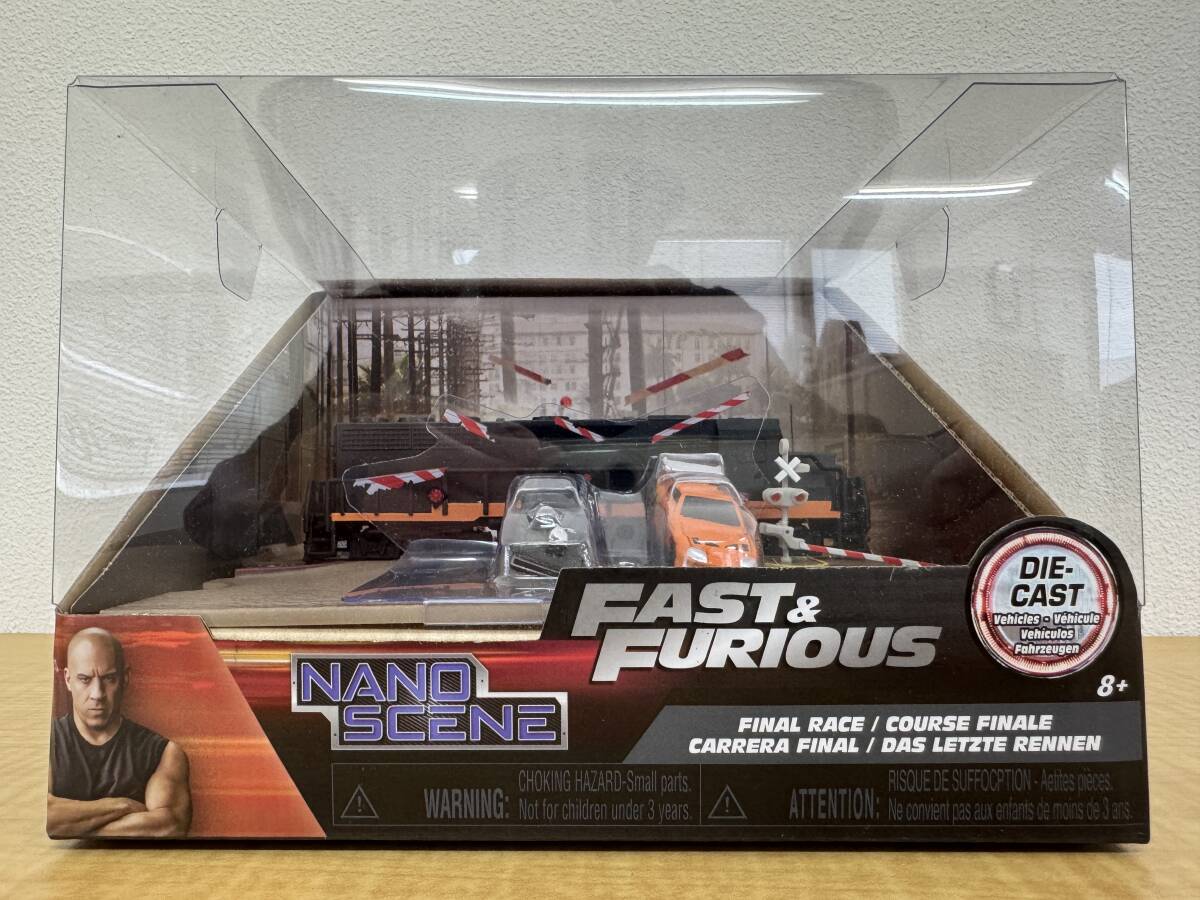 FAST &
FURIOUS
DIE-
CAST
Vehicles - Véhicule
Vehículos
Fahrzeugen
8+
NANO
SCENE
FINAL RACE / COURSE FINALE
CARRERA FINAL / DAS LETZTE RENNEN
WARNING:
CHOKING HAZARD-Small parts.
Not for children under 3 years.
ATTENTION:
RISQUE DE SUFFOCPTION - Aetites pièces.
Ne convient pas aux enfants de moins de 3 ans.